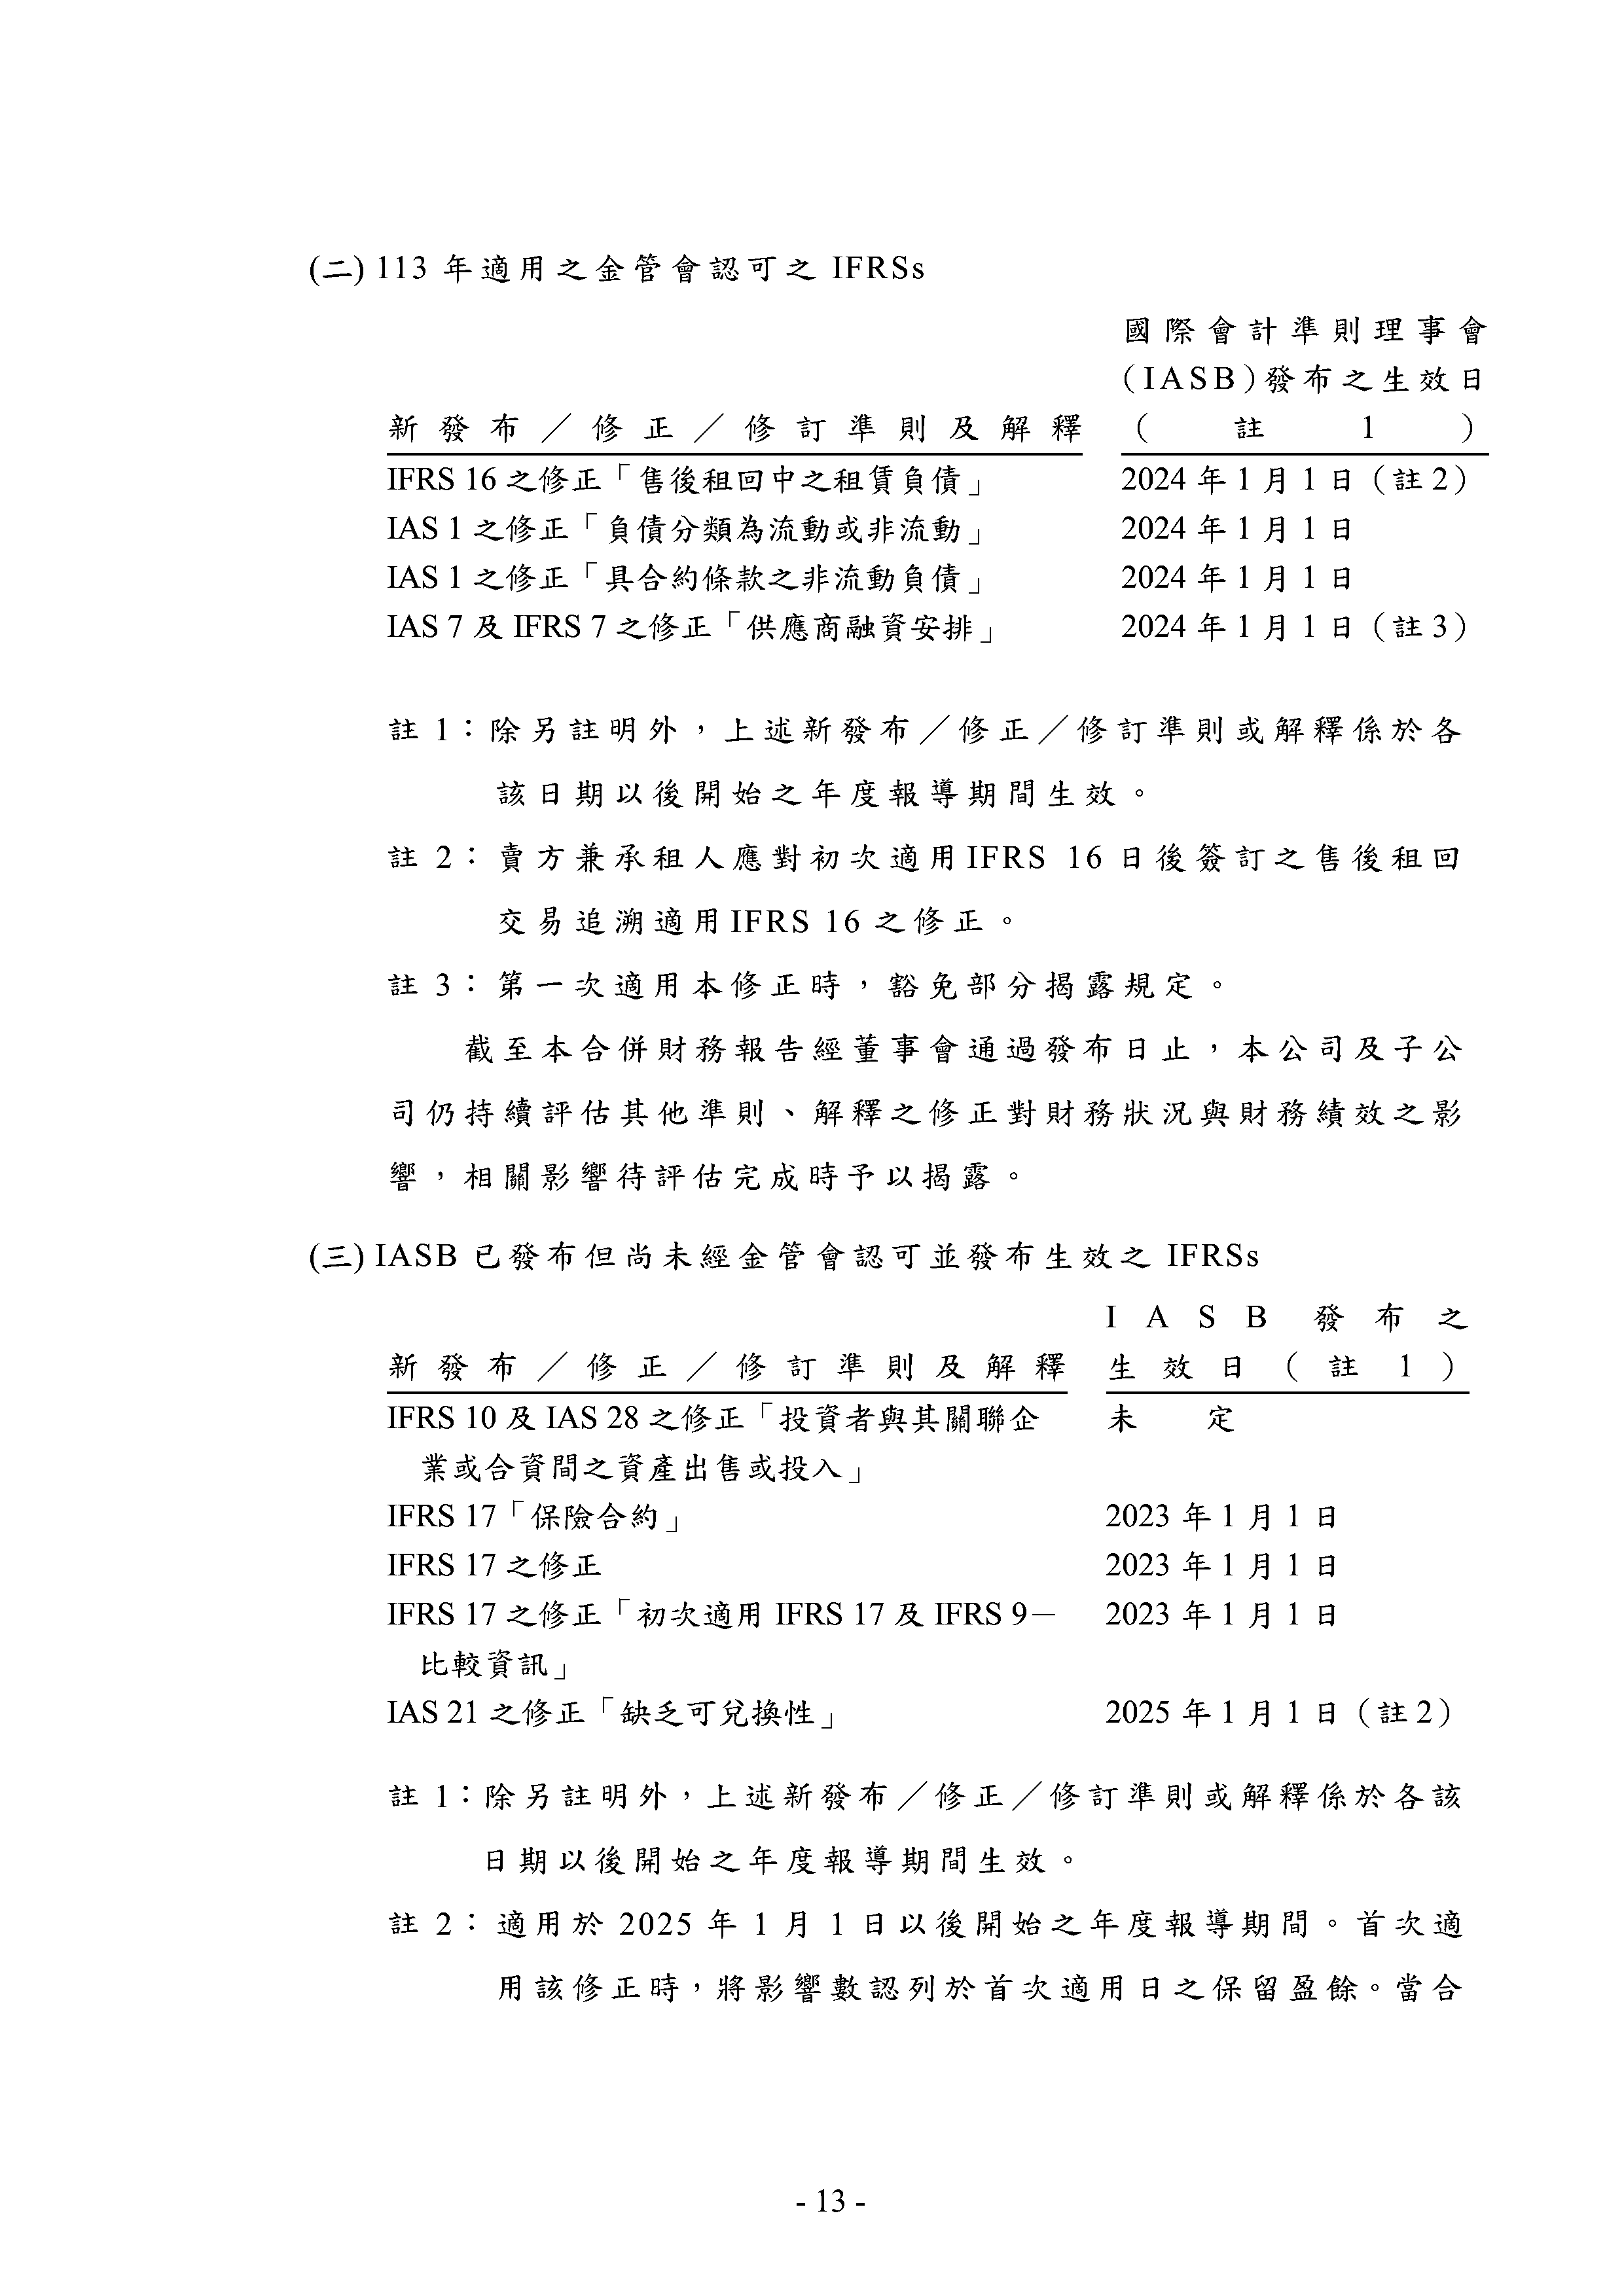 (二) 113 年適用之金管會認可之 IFRSs
國際會計準則理事會
(IASB)發布之生效日
新發布／修正／修訂準則及解釋 (註1)
IFRS 16 之修正「售後租回中之租賃負債」 2024 年 1 月 1 日（註 2）
IAS 1 之修正「負債分類為流動或非流動」 2024 年 1 月 1 日
IAS 1 之修正「具合約條款之非流動負債」 2024 年 1 月 1 日
IAS 7 及 IFRS 7 之修正「供應商融資安排」 2024 年 1 月 1 日（註 3）
註 1：除另註明外，上述新發布／修正／修訂準則或解釋係於各
該日期以後開始之年度報導期間生效。
註 2：賣方兼承租人應對初次適用IFRS 16 日後簽訂之售後租回
交易追溯適用IFRS 16 之修正。
註 3：第一次適用本修正時，豁免部分揭露規定。
截至本合併財務報告經董事會通過發布日止，本公司及子公
司仍持續評估其他準則、解釋之修正對財務狀況與財務績效之影
響，相關影響待評估完成時予以揭露。
(三) IASB 已發布但尚未經金管會認可並發布生效之 IFRSs
IASB 發布之
新發布／修正／修訂準則及解釋 生效日（註1）
IFRS 10 及 IAS 28 之修正「投資者與其關聯企 未定
業或合資間之資產出售或投入」
IFRS 17「保險合約」 2023 年 1 月 1 日
IFRS 17 之修正 2023 年 1 月 1 日
IFRS 17 之修正「初次適用 IFRS 17 及 IFRS 9－ 2023 年 1 月 1 日
比較資訊」
IAS 21 之修正「缺乏可兌換性」 2025 年 1 月 1 日（註 2）
註 1：除另註明外，上述新發布／修正／修訂準則或解釋係於各該
日期以後開始之年度報導期間生效。
註 2：適用於 2025 年 1 月 1 日以後開始之年度報導期間。首次適
用該修正時，將影響數認列於首次適用日之保留盈餘。當合
- 13 -